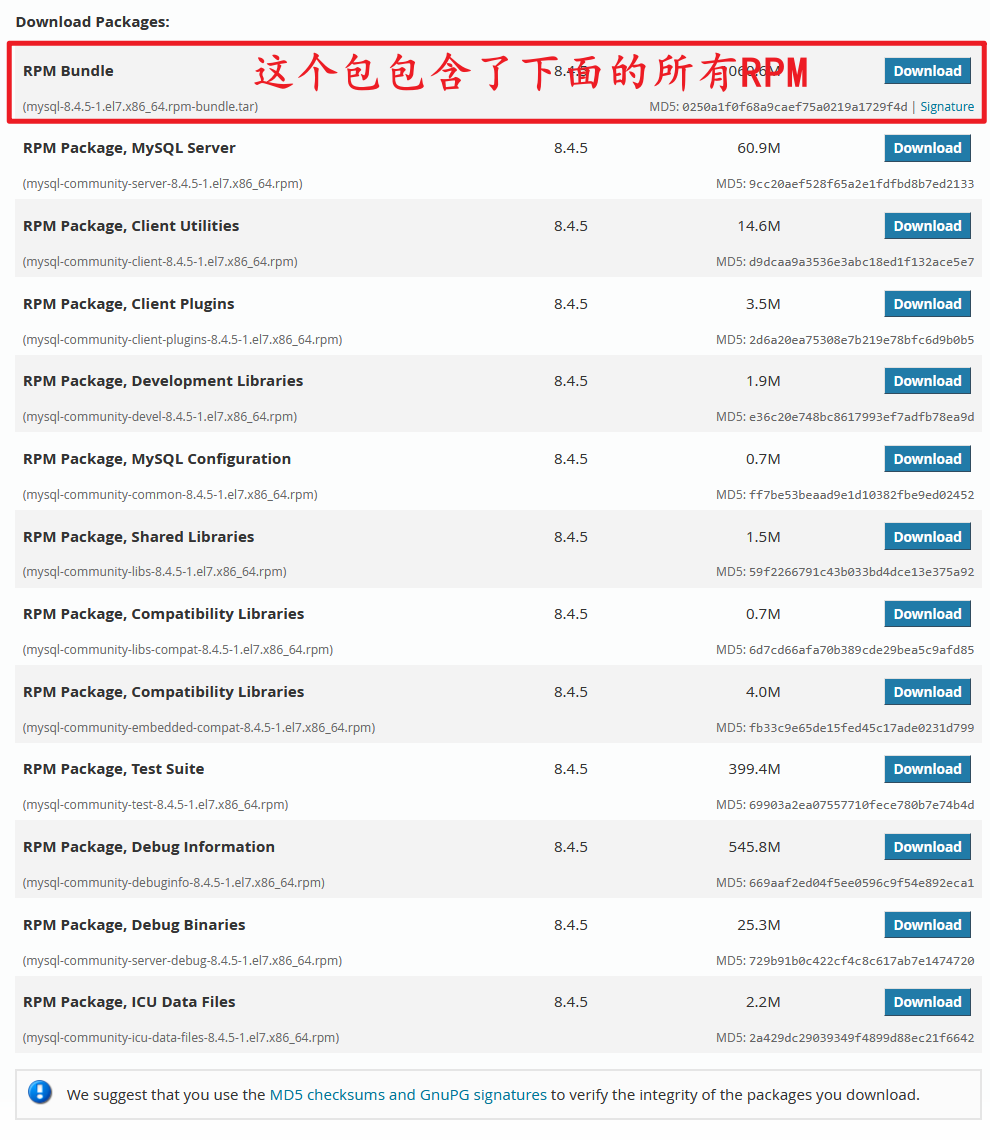 Download Packages:
RPM Bundle 8.4.5 Download
这个包包含了下面的所有RPM
(mysql-8.4.5-1.el7.x86_64.rpm-bundle.tar) MD5: 0250a1f0f68a9caef75a0219a1729f4d | Signature
RPM Package, MySQL Server 8.4.5 60.9M Download
(mysql-community-server-8.4.5-1.el7.x86_64.rpm) MD5: 9cc20aef528f65a2e1fdfbd8b7ed2133
RPM Package, Client Utilities 8.4.5 14.6M Download
(mysql-community-client-8.4.5-1.el7.x86_64.rpm) MD5: d9dcaa9a3536e3abc18ed1f132ace5e7
RPM Package, Client Plugins 8.4.5 3.5M Download
(mysql-community-client-plugins-8.4.5-1.el7.x86_64.rpm) MD5: 2d6a20ea75308e7b219e78bfc6d9b0b5
RPM Package, Development Libraries 8.4.5 1.9M Download
(mysql-community-devel-8.4.5-1.el7.x86_64.rpm) MD5: e36c20e748bc8617993ef7adfb78ea9d
RPM Package, MySQL Configuration 8.4.5 0.7M Download
(mysql-community-common-8.4.5-1.el7.x86_64.rpm) MD5: ff7be53beaad9e1d10382fbe9ed02452
RPM Package, Shared Libraries 8.4.5 1.5M Download
(mysql-community-libs-8.4.5-1.el7.x86_64.rpm) MD5: 59f2266791c43b033bd4dce13e375a92
RPM Package, Compatibility Libraries 8.4.5 0.7M Download
(mysql-community-libs-compat-8.4.5-1.el7.x86_64.rpm) MD5: 6d7cd66afa70b389cde29bea5c9afd85
RPM Package, Compatibility Libraries 8.4.5 4.0M Download
(mysql-community-embedded-compat-8.4.5-1.el7.x86_64.rpm) MD5: fb33c9e65de15fed45c17ade0231d799
RPM Package, Test Suite 8.4.5 399.4M Download
(mysql-community-test-8.4.5-1.el7.x86_64.rpm) MD5: 69903a2ea07557710fece780b7e74b4d
RPM Package, Debug Information 8.4.5 545.8M Download
(mysql-community-debuginfo-8.4.5-1.el7.x86_64.rpm) MD5: 669aaf2ed04f5ee0596c9f54e892eca1
RPM Package, Debug Binaries 8.4.5 25.3M Download
(mysql-community-server-debug-8.4.5-1.el7.x86_64.rpm) MD5: 729b91b0c422cf4c8c617ab7e1474720
RPM Package, ICU Data Files 8.4.5 2.2M Download
(mysql-community-icu-data-files-8.4.5-1.el7.x86_64.rpm) MD5: 2a429dc29039349f4899d88ec21f6642
We suggest that you use the MD5 checksums and GnuPG signatures to verify the integrity of the packages you download.